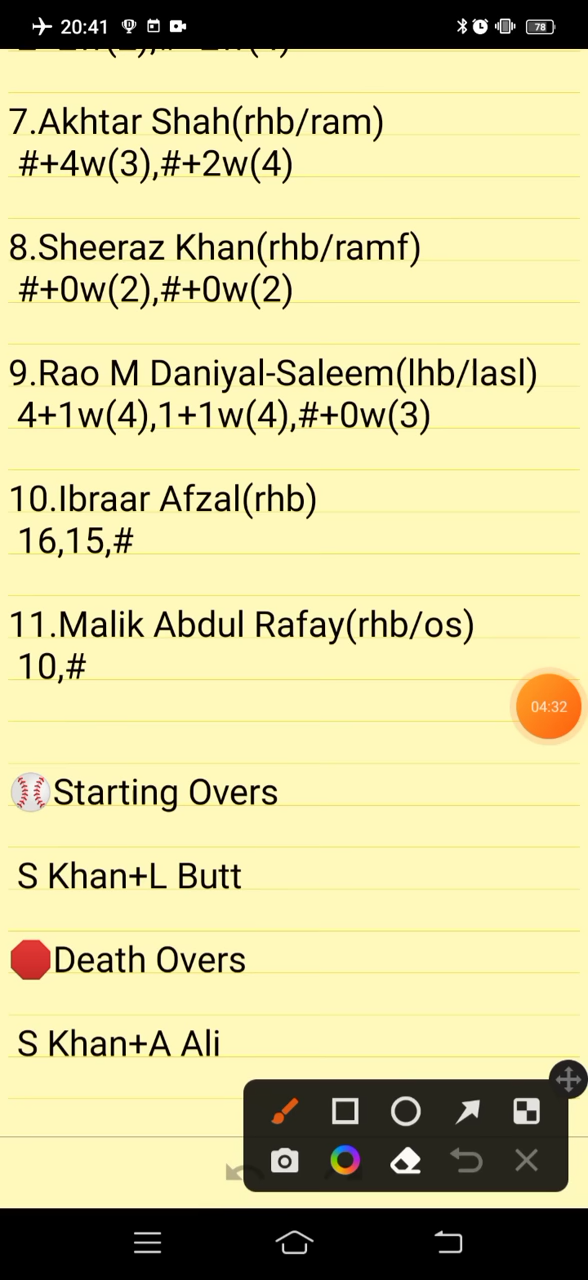 20:41
78
7.Akhtar Shah(rhb/ram)
#+4w(3),#+2w(4)
8.Sheeraz Khan(rhb/ramf)
#+0w(2),#+0w(2)
9.Rao M Daniyal-Saleem(lhb/lasl)
4+1w(4),1+1w(4),#+0w(3)
10.Ibraar Afzal(rhb)
16,15,#
11.Malik Abdul Rafay(rhb/os)
10,#
04:32
Starting Overs
S Khan+L Butt
Death Overs
S Khan+A Ali